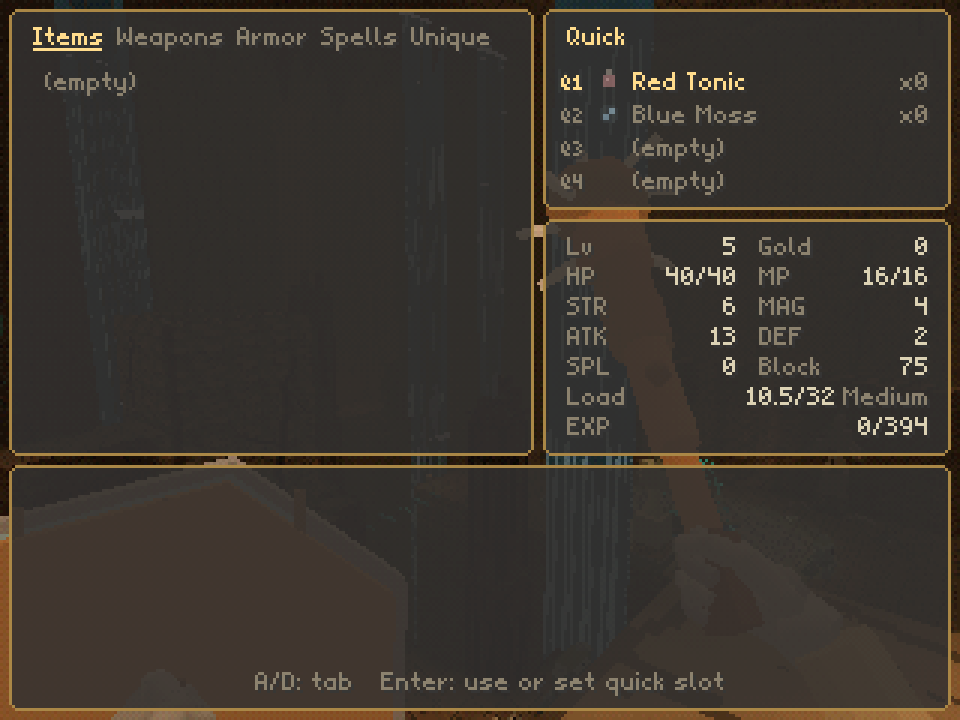 Items Weapons Armor Spells Unique
(empty)
Quick
Q1 Red Tonic x0
Q2 Blue Moss x0
Q3 (empty)
Q4 (empty)
Lv 5 Gold 0
HP 40/40 MP 16/16
STR 6 MAG 4
ATK 13 DEF 2
SPL 0 Block 75
Load 10.5/32 Medium
EXP 0/394
A/D: tab Enter: use or set quick slot